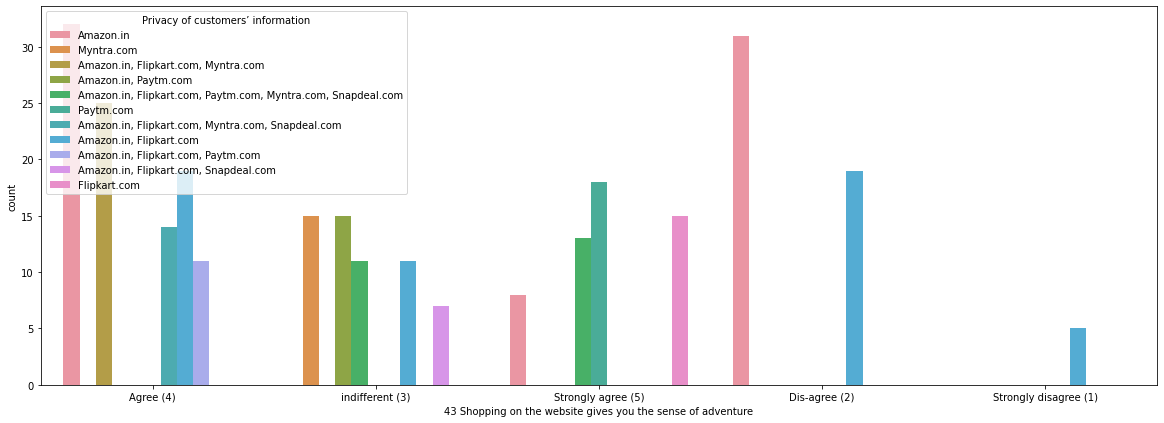 Privacy of customers’ information
Amazon.in
Myntra.com
Amazon.in, Flipkart.com, Myntra.com
Amazon.in, Paytm.com
Amazon.in, Flipkart.com, Paytm.com, Myntra.com, Snapdeal.com
Paytm.com
Amazon.in, Flipkart.com, Myntra.com, Snapdeal.com
Amazon.in, Flipkart.com
Amazon.in, Flipkart.com, Paytm.com
Amazon.in, Flipkart.com, Snapdeal.com
Flipkart.com
30
25
20
15
10
5
0
count
Agree (4)
indifferent (3)
Strongly agree (5)
Dis-agree (2)
Strongly disagree (1)
43 Shopping on the website gives you the sense of adventure